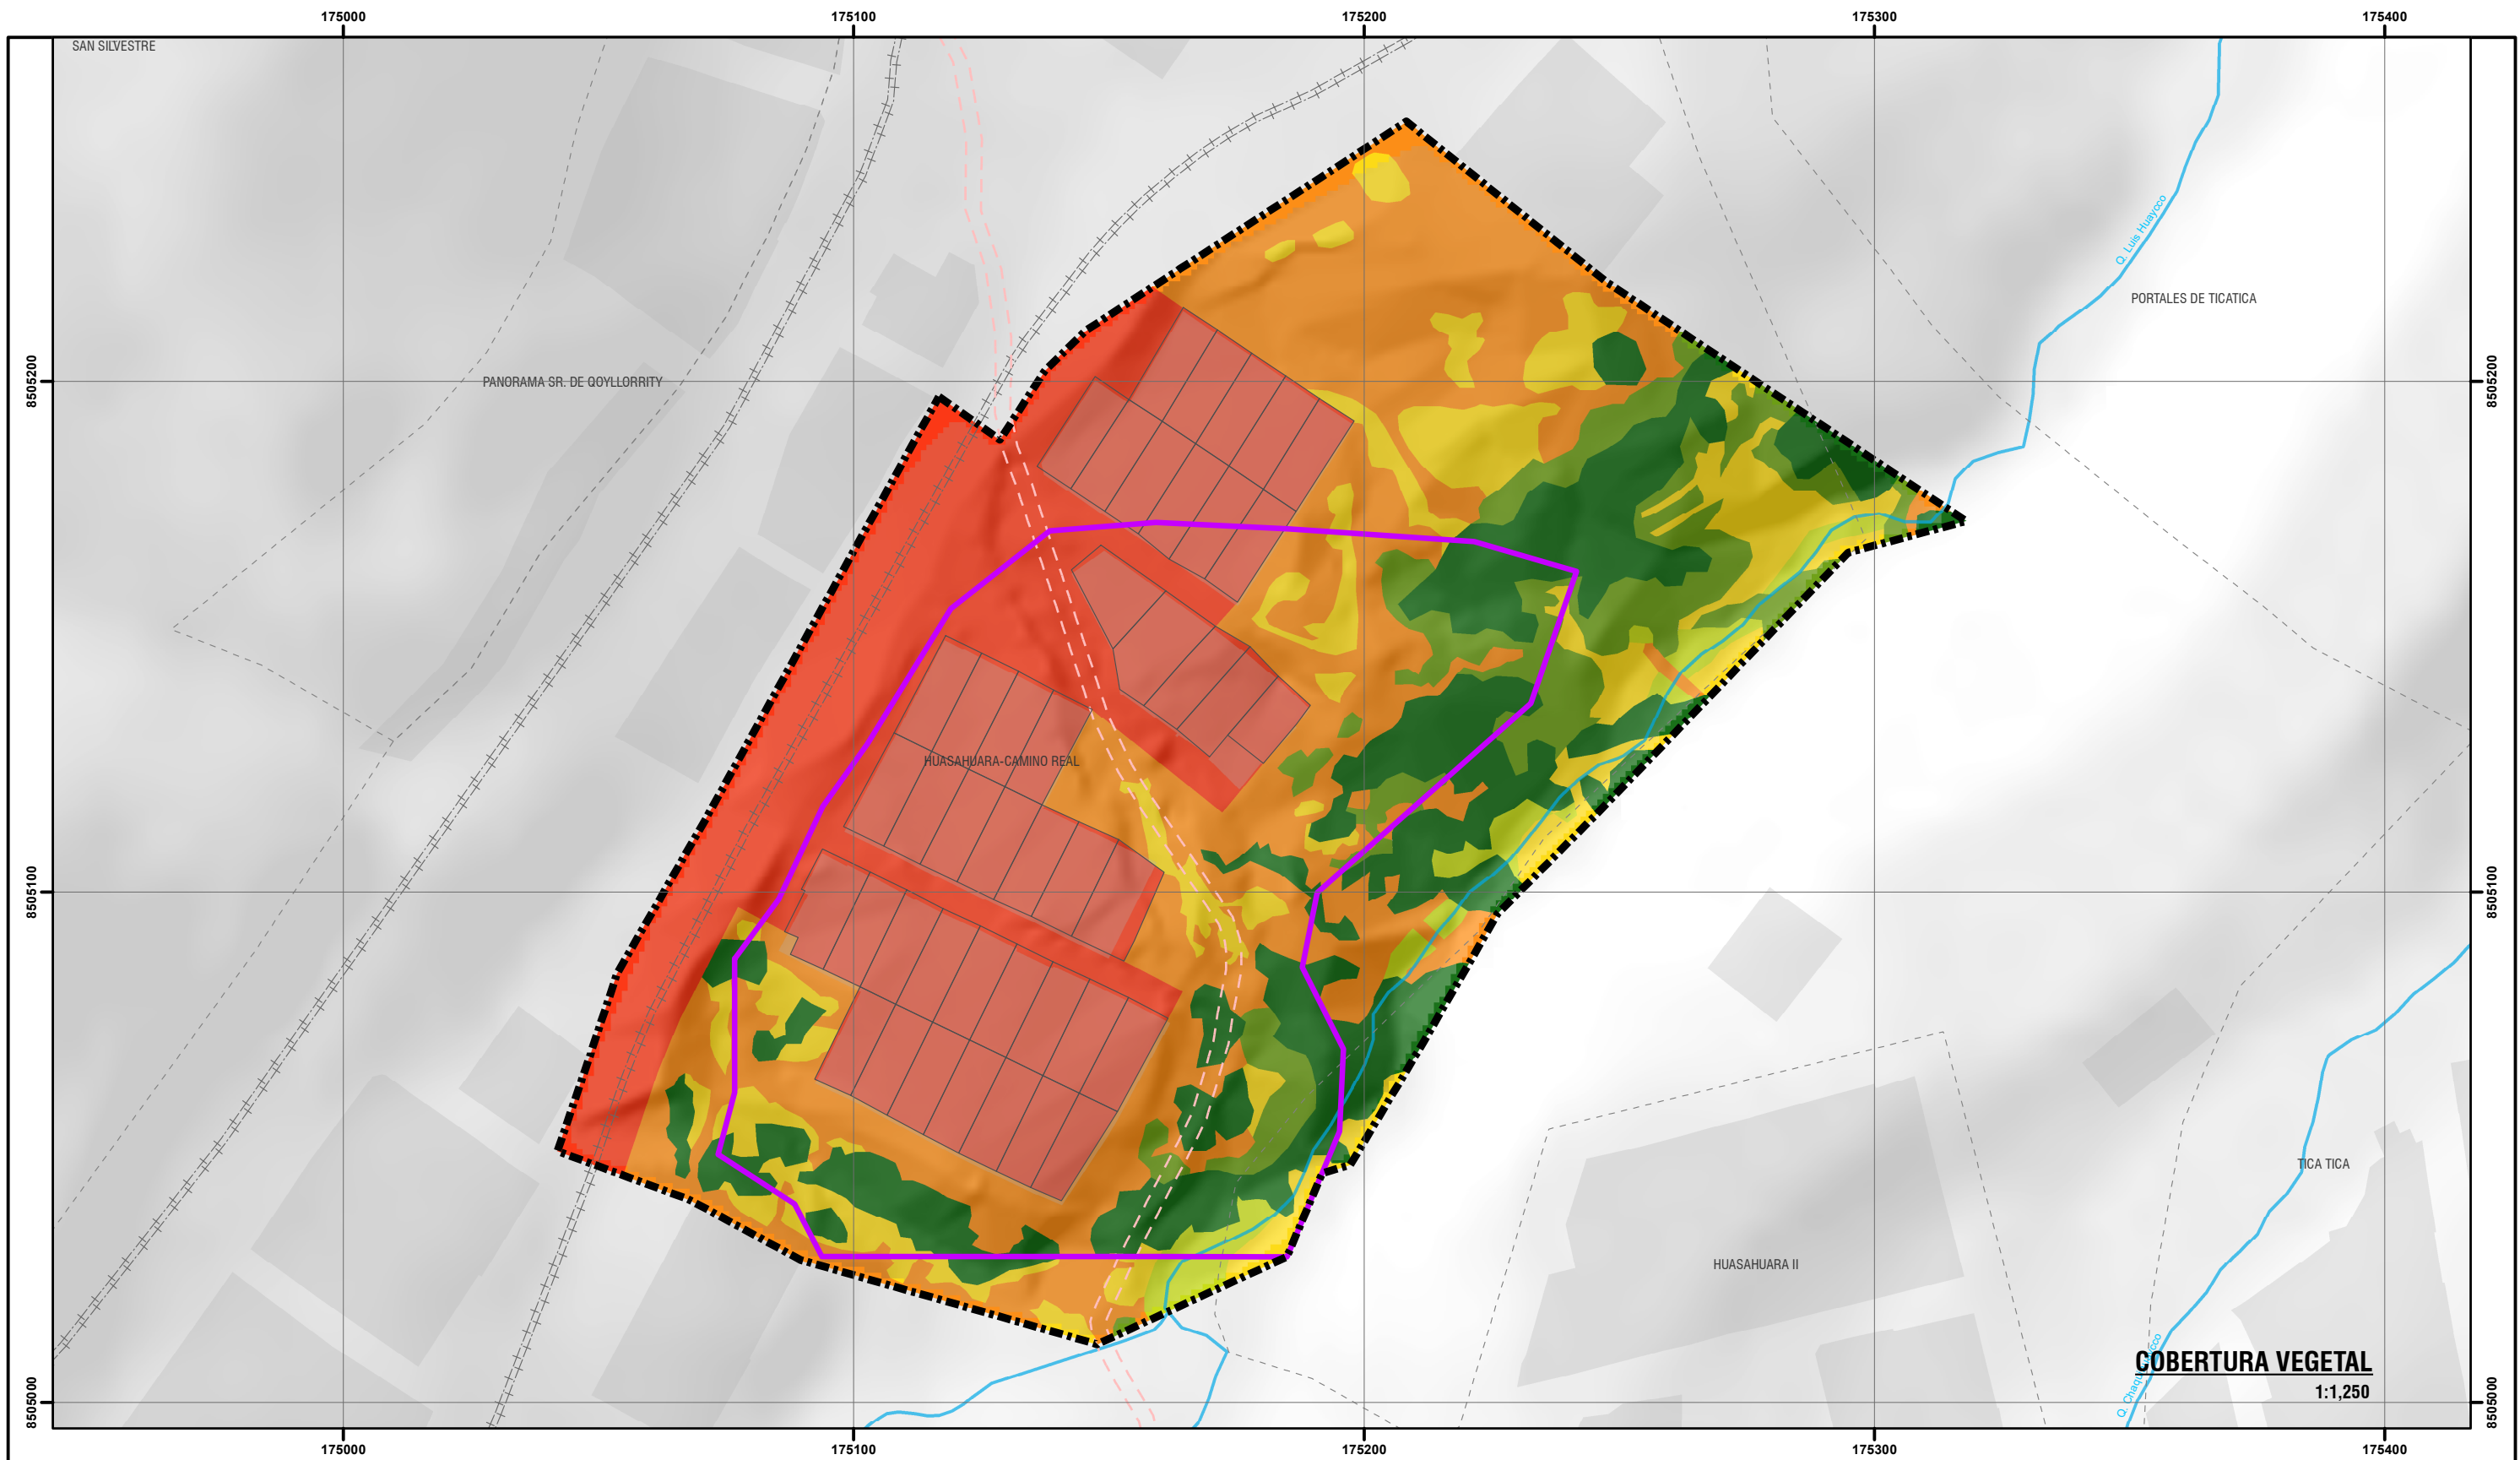 175000 175100 175200 175300 175400
SAN SILVESTRE
Q. Luis Huaycco
PORTALES DE TICATICA
8505200 8505200
PANORAMA SR. DE QOYLLORRITY
HUASAHUARA-CAMINO REAL
8505100 8505100
TICA TICA
HUASAHUARA II
COBERTURA VEGETAL
1:1,250
Q.
8505000 8505000
175000 175100 175200 175300 175400